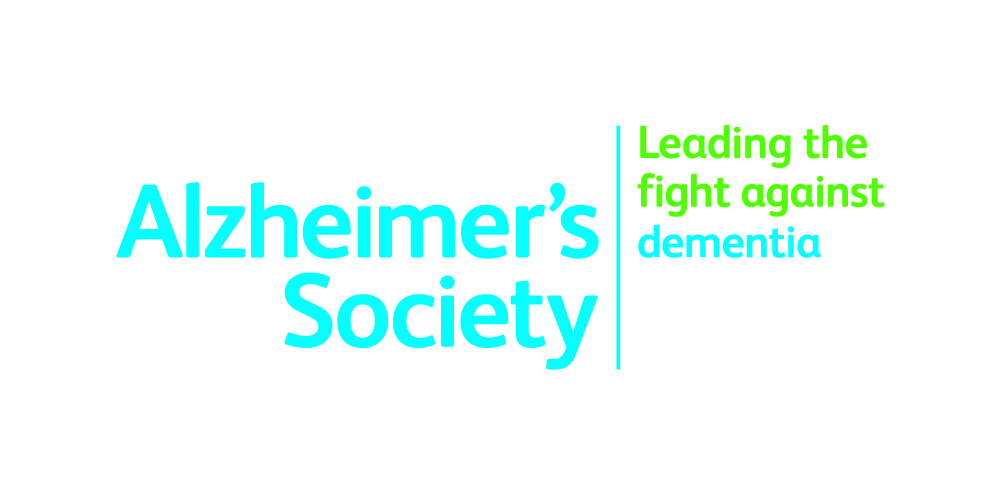 Alzheimer's
Society
Leading the
fight against
dementia